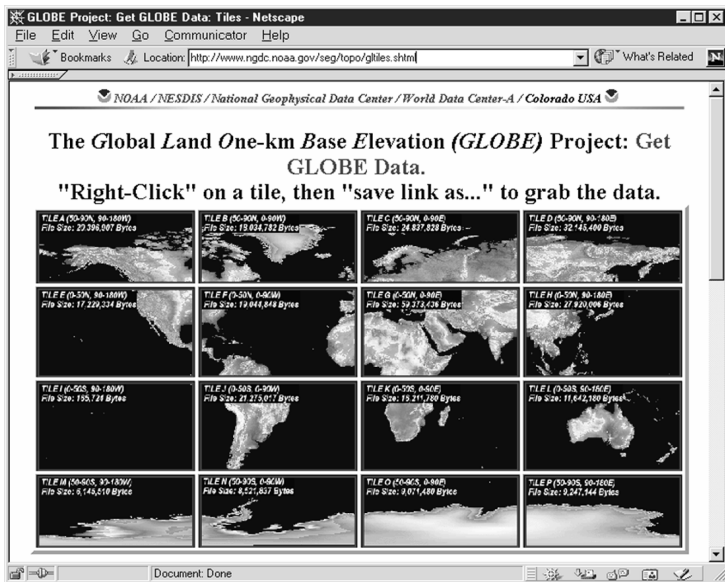 GLOBE Project: Get GLOBE Data: Tiles - Netscape
File Edit View Go Communicator Help
Bookmarks Location: http://www.ngdc.noaa.gov/seg/topo/gltiles.shtml What's Related N
NOAA / NESDIS / National Geophysical Data Center / World Data Center-A / Colorado USA
The Global Land One-km Base Elevation (GLOBE) Project: Get
GLOBE Data.
"Right-Click" on a tile, then "save link as..." to grab the data.
TILE A (50-90N, 90-180W)
File Size: 20,396,907 Bytes
TILE B (50-90N, 0-90W)
File Size: 18,034,782 Bytes
TILE C (50-90N, 0-90E)
File Size: 24,837,828 Bytes
TILE D (50-90N, 90-180E)
File Size: 32,145,400 Bytes
TILE E (0-50N, 90-180W)
File Size: 17,229,334 Bytes
TILE F (0-50N, 0-90W)
File Size: 19,044,848 Bytes
TILE G (0-50N, 0-90E)
File Size: 59,373,436 Bytes
TILE H (0-50N, 90-180E)
File Size: 27,920,006 Bytes
TILE I (0-50S, 90-180W)
File Size: 165,724 Bytes
TILE J (0-50S, 0-90W)
File Size: 21,275,017 Bytes
TILE K (0-50S, 0-90E)
File Size: 15,211,780 Bytes
TILE L (0-50S, 90-180E)
File Size: 11,642,180 Bytes
TILE M (50-90S, 90-180W)
File Size: 6,145,510 Bytes
TILE N (50-90S, 0-90W)
File Size: 8,521,837 Bytes
TILE O (50-90S, 0-90E)
File Size: 9,071,480 Bytes
TILE P (50-90S, 90-180E)
File Size: 9,247,144 Bytes
Document: Done